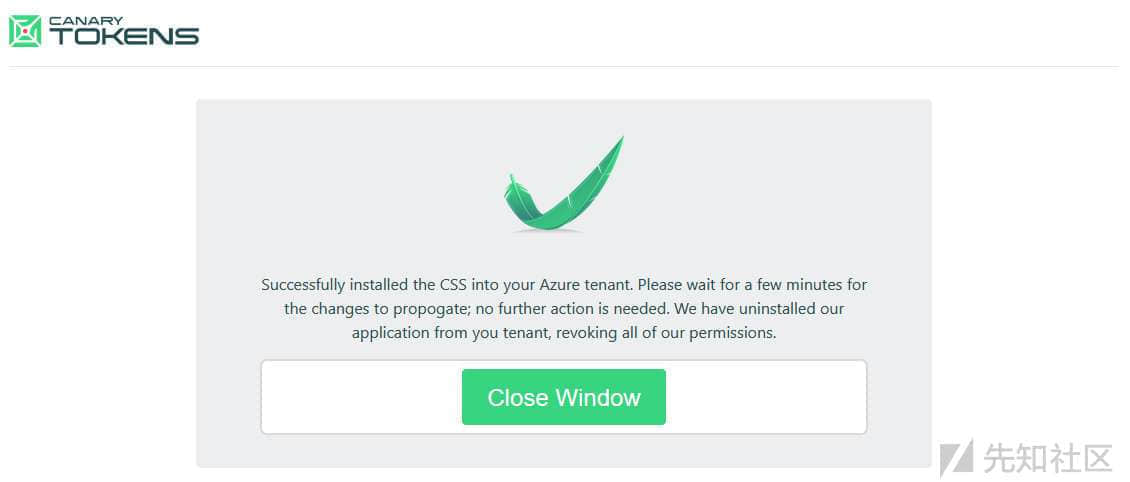 CANARY
TOKENS
Successfully installed the CSS into your Azure tenant. Please wait for a few minutes for
the changes to propogate; no further action is needed. We have uninstalled our
application from you tenant, revoking all of our permissions.
Close Window
先知社区